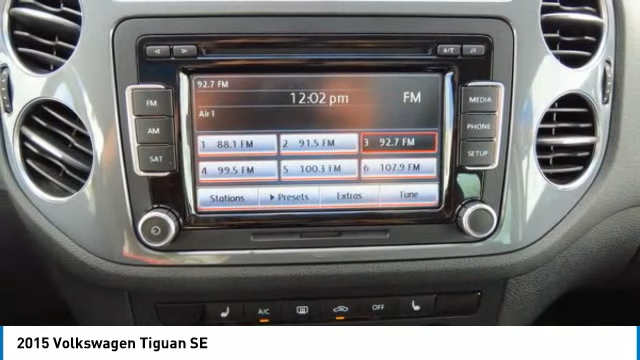 A/T
92.7 FM
12:02 pm
FM
Air1
FM
AM
SAT
MEDIA
PHONE
SETUP
1 88.1 FM
2 91.5 FM
3 92.7 FM
4 99.5 FM
5 100.3 FM
6 107.9 FM
Stations
Presets
Extras
Tune
A/C
OFF
2015 Volkswagen Tiguan SE